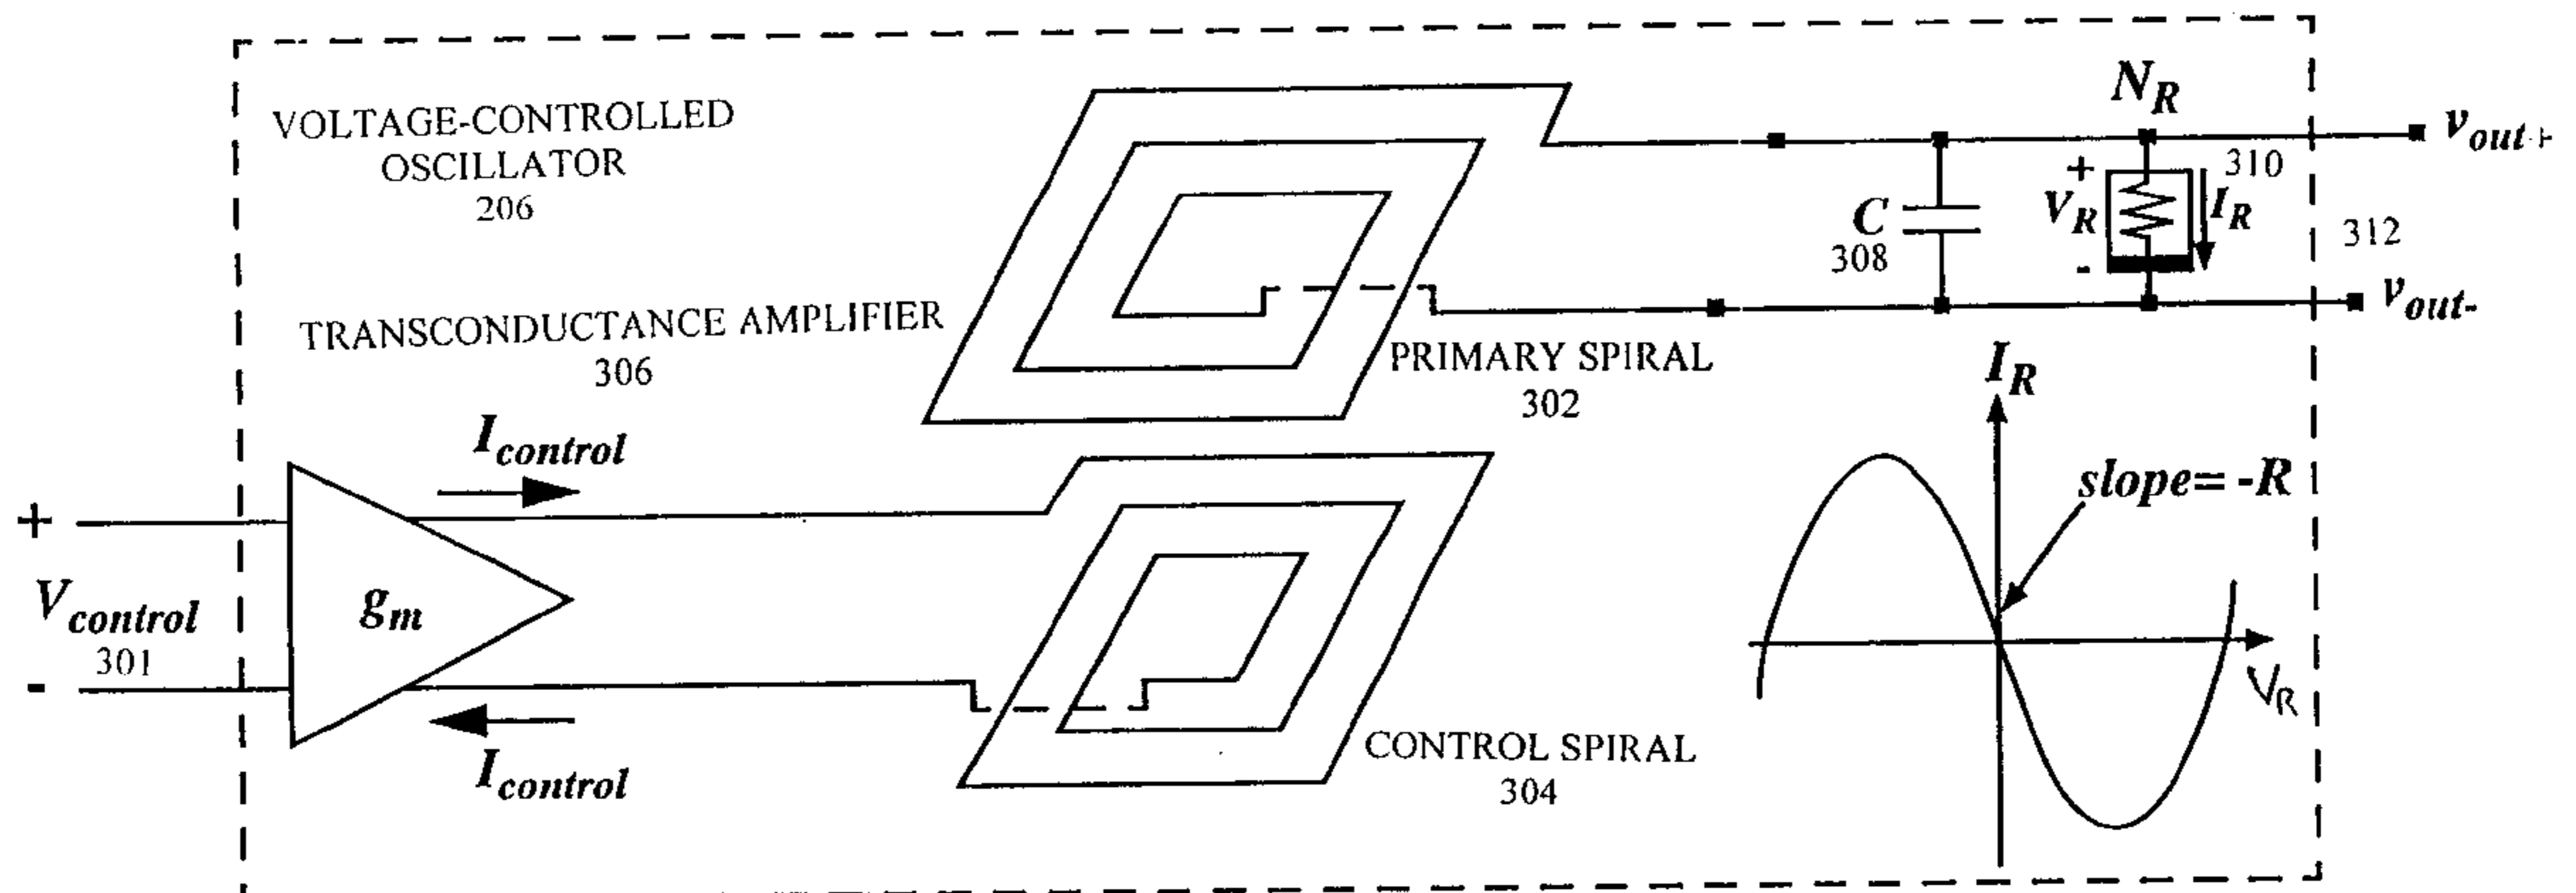 VOLTAGE-CONTROLLED
OSCILLATOR
206
N_R
v_out+
310
+
V_R
I_R
-
C
308
312
v_out-
TRANSCONDUCTANCE AMPLIFIER
306
PRIMARY SPIRAL
302
I_R
I_control
slope= -R
+
V_control
301
-
g_m
V_R
I_control
CONTROL SPIRAL
304